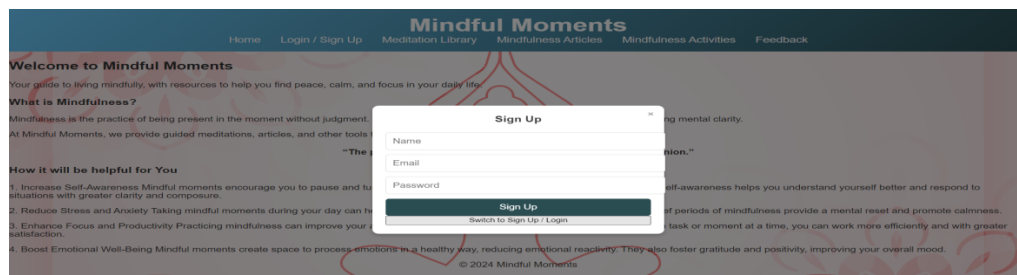 Mindful Moments
Home Login / Sign Up Meditation Library Mindfulness Articles Mindfulness Activities Feedback
Welcome to Mindful Moments
Your guide to living mindfully, with resources to help you find peace, calm, and focus in your daily life.
What is Mindfulness?
Mindfulness is the practice of being present in the moment without judgment. ng mental clarity.
At Mindful Moments, we provide guided meditations, articles, and other tools
"The hion."
How it will be helpful for You
1. Increase Self-Awareness Mindful moments encourage you to pause and tu elf-awareness helps you understand yourself better and respond to
situations with greater clarity and composure.
2. Reduce Stress and Anxiety Taking mindful moments during your day can h ef periods of mindfulness provide a mental reset and promote calmness.
3. Enhance Focus and Productivity Practicing mindfulness can improve your task or moment at a time, you can work more efficiently and with greater
satisfaction.
4. Boost Emotional Well-Being Mindful moments create space to process emotions in a healthy way, reducing emotional reactivity. They also foster gratitude and positivity, improving your overall mood.
© 2024 Mindful Moments
Sign Up ×
Name
Email
Password
Sign Up
Switch to Sign Up / Login